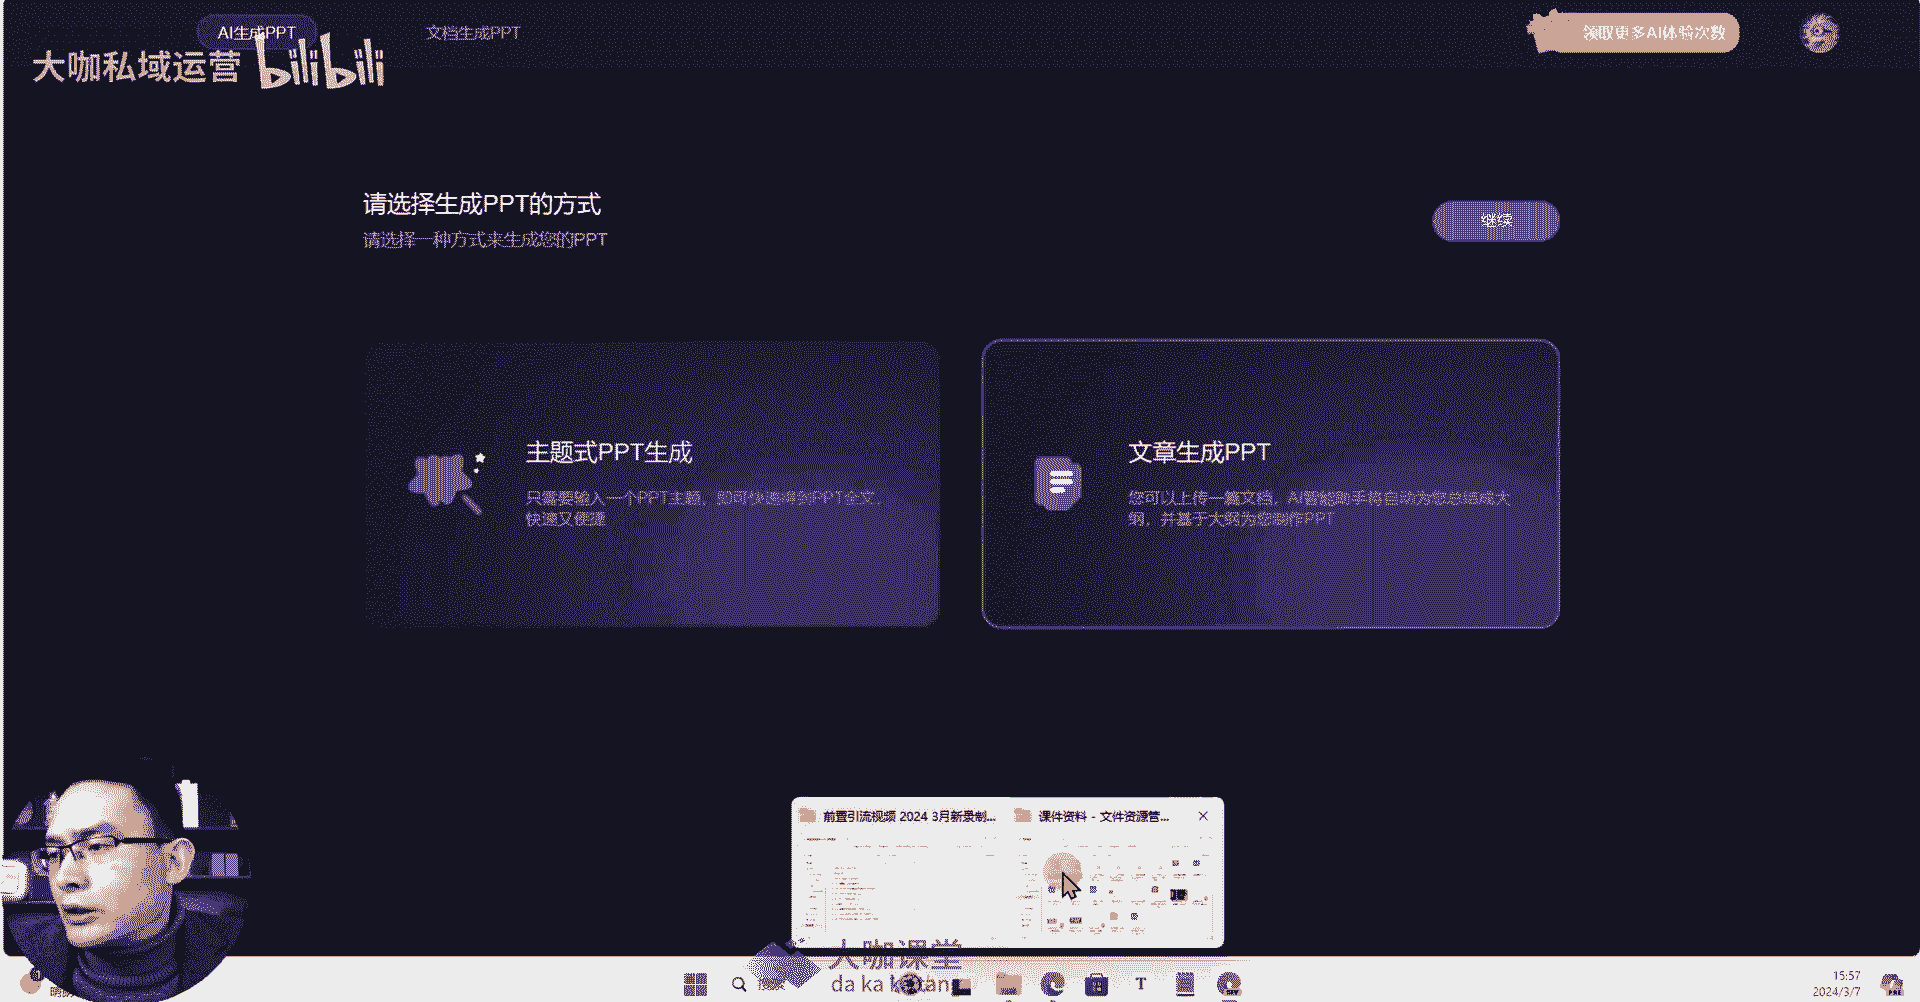 AI生成PPT
文档生成PPT
领取更多AI体验次数
大咖私域运营 bilibili
请选择生成PPT的方式
请选择一种方式来生成您的PPT
继续
主题式PPT生成
只需要输入一个PPT主题，即可快速得到PPT全文，
快速又便捷
文章生成PPT
您可以上传一篇文档，AI智能助手将自动为您总结成大
纲，并基于大纲为您制作PPT
前置引流视频 2024 3月新录制...
课件资料 - 文件资源管...
大咖课堂
da ka ke tang
搜索
15:57
2024/3/7